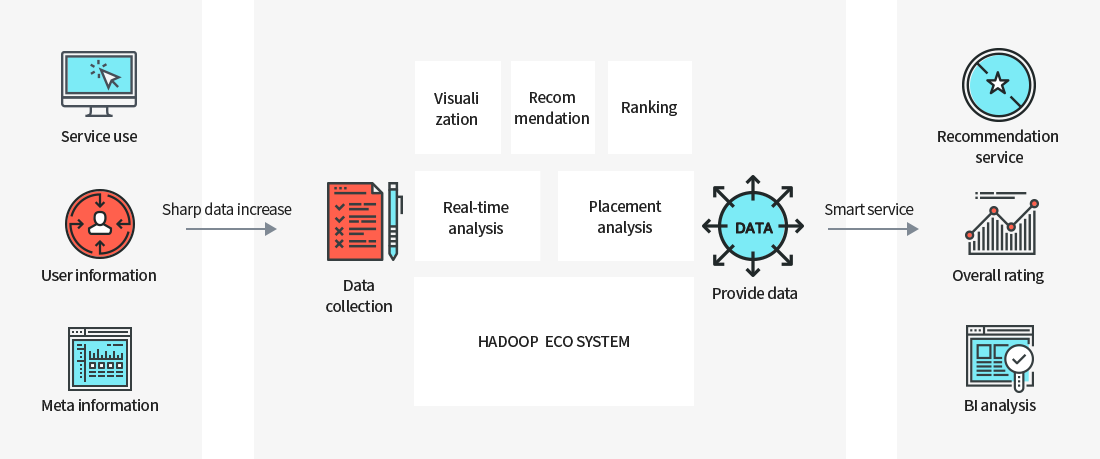 Service use
User information
Meta information
Sharp data increase
Data
collection
Visuali
zation
Recom
mendation
Ranking
Real-time
analysis
Placement
analysis
HADOOP ECO SYSTEM
DATA
Provide data
Smart service
Recommendation
service
Overall rating
BI analysis